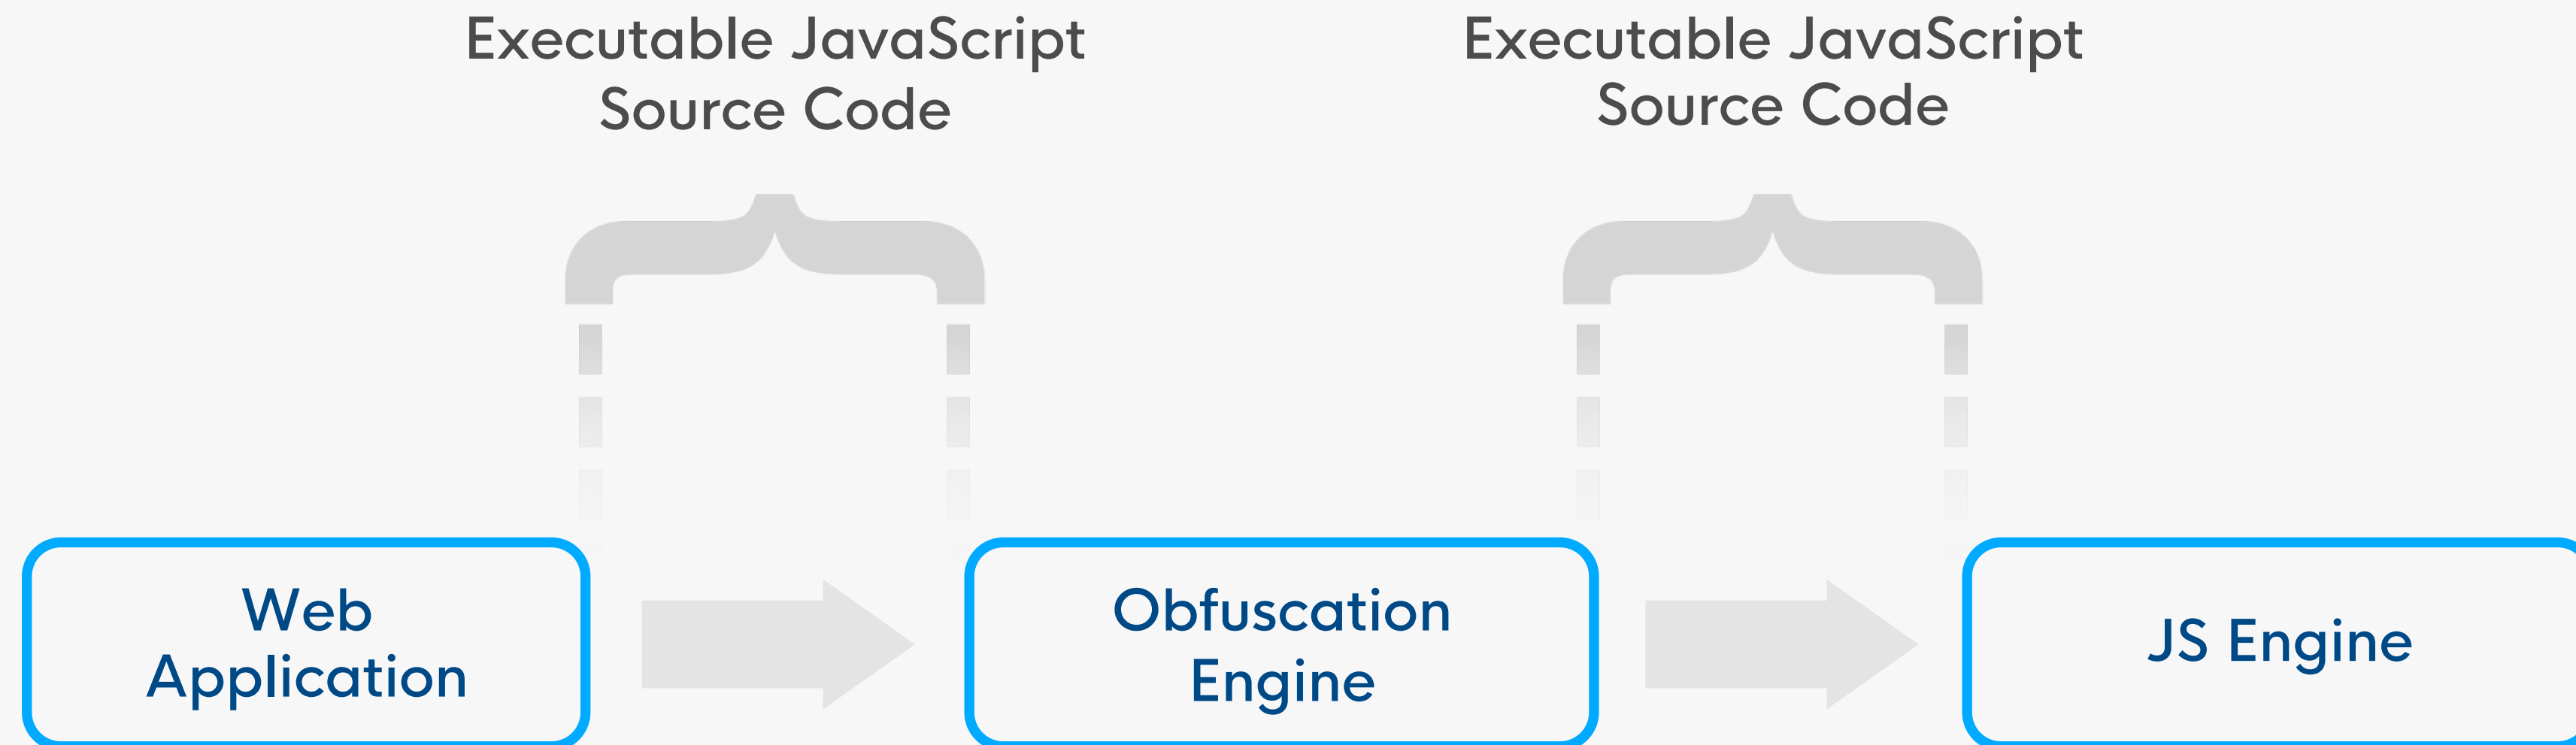 Executable JavaScript
Source Code
Executable JavaScript
Source Code
Web
Application
Obfuscation
Engine
JS Engine